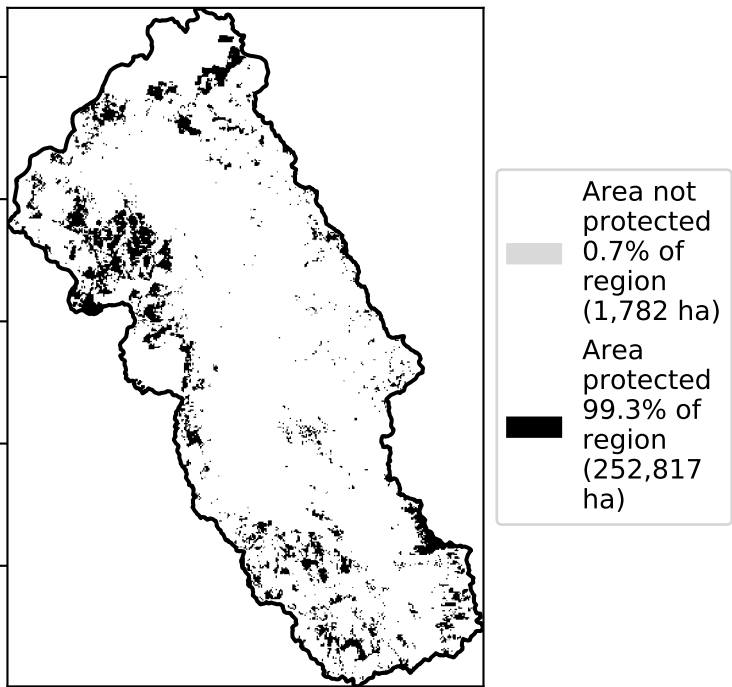 Area not
protected
0.7% of
region
(1,782 ha)
Area
protected
99.3% of
region
(252,817
ha)